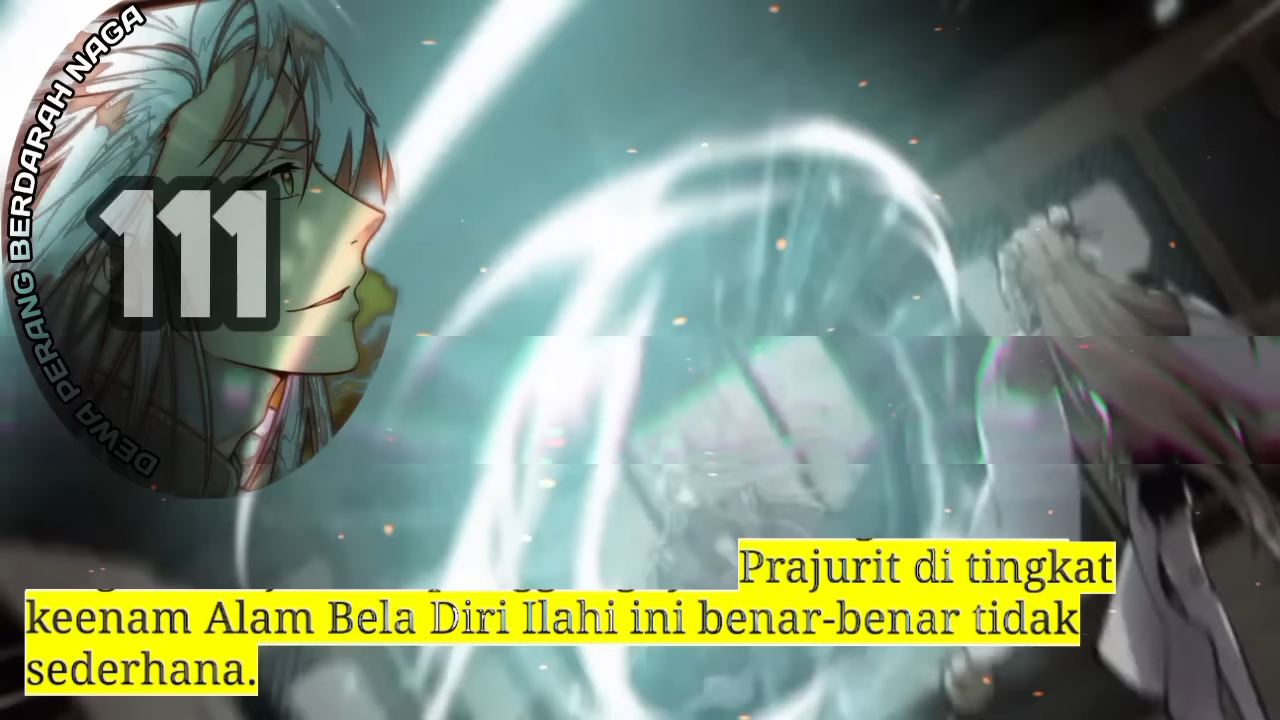 DEWA PERANG BERDARAH NAGA
111
Prajurit di tingkat
keenam Alam Bela Diri Ilahi ini benar-benar tidak
sederhana.